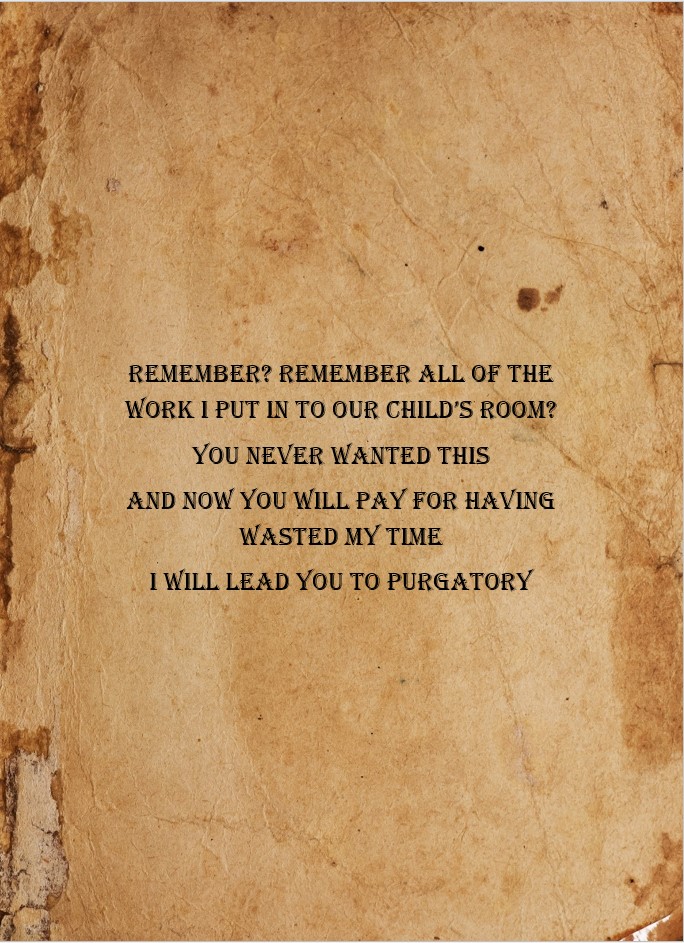 REMEMBER? REMEMBER ALL OF THE
WORK I PUT IN TO OUR CHILD'S ROOM?
YOU NEVER WANTED THIS
AND NOW YOU WILL PAY FOR HAVING
WASTED MY TIME
I WILL LEAD YOU TO PURGATORY